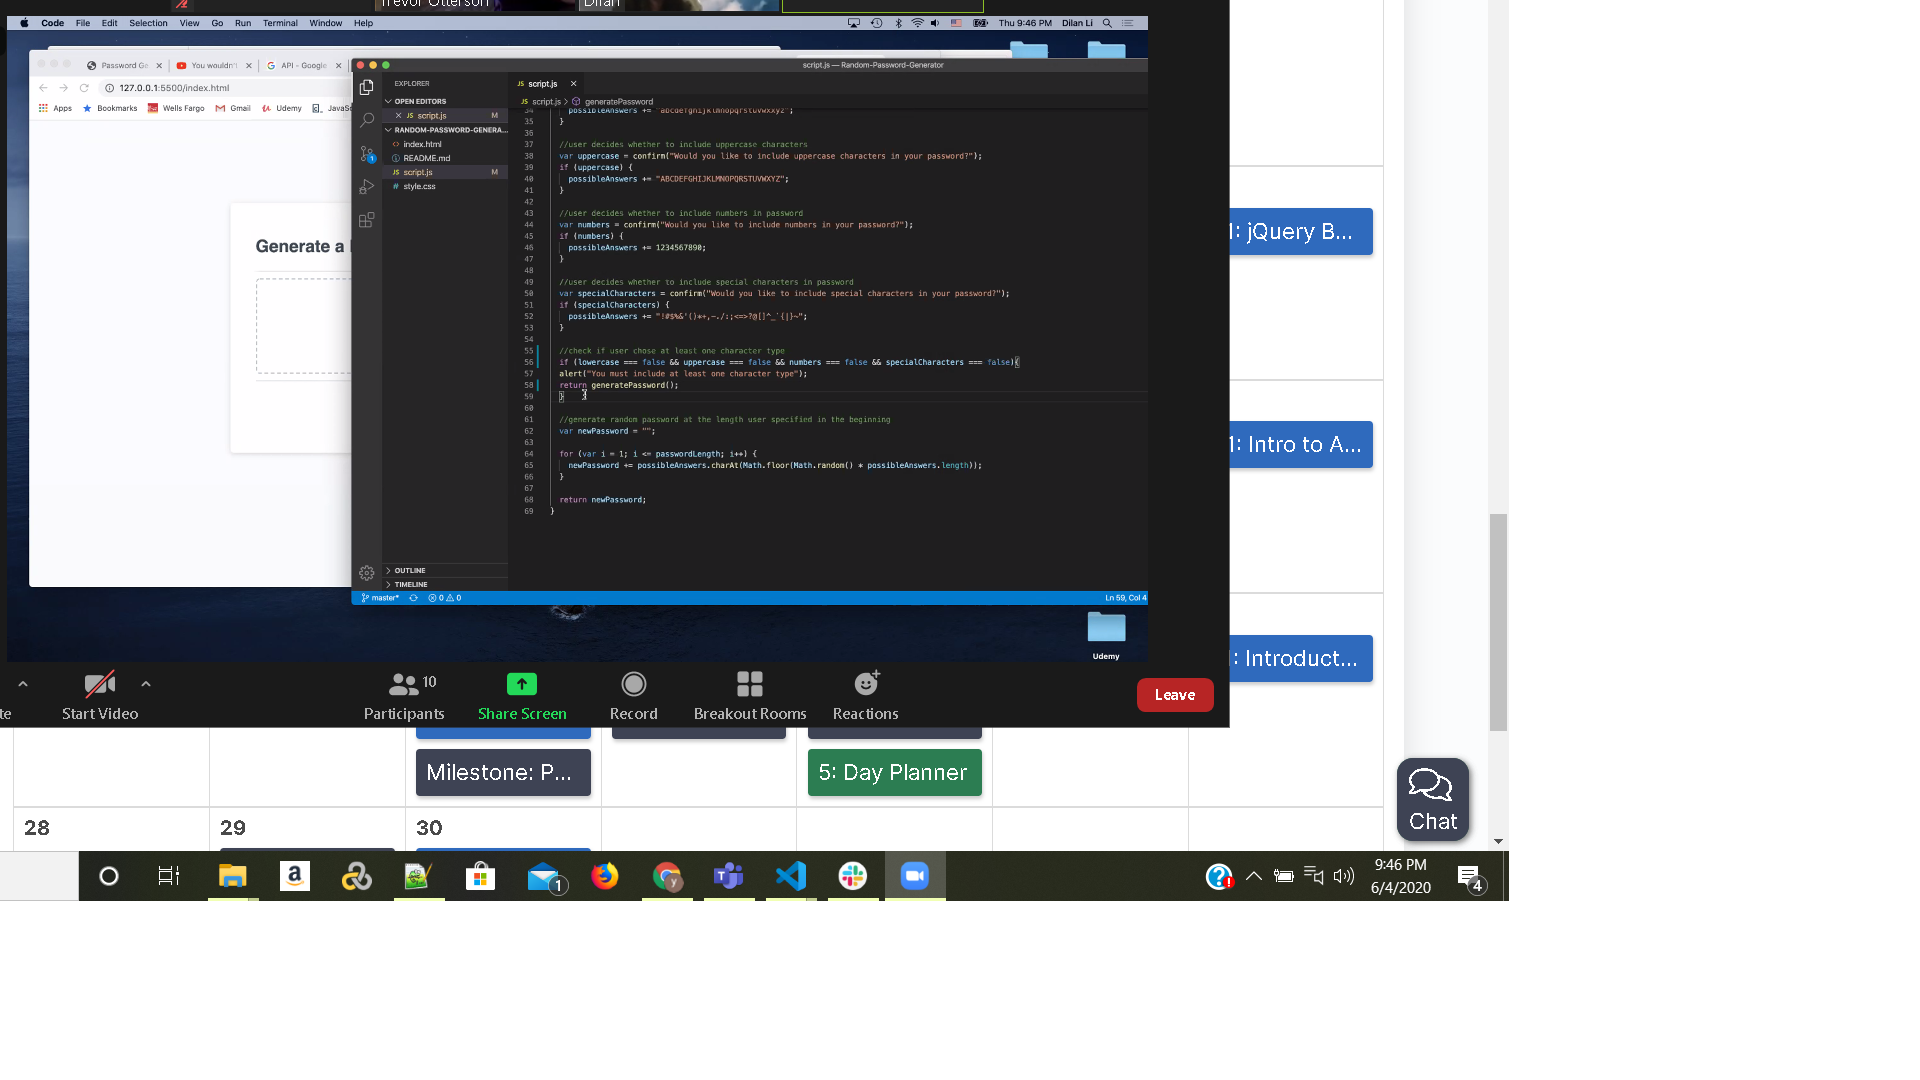 Trevor Otterson
Dilan
Code File Edit Selection View Go Run Terminal Window Help
Thu 9:46 PM Dilan Li
Password Ge
You wouldn't
API - Google
127.0.0.1:5500/index.html
Apps Bookmarks Wells Fargo Gmail Udemy JavaSc
Generate a
script.js — Random-Password-Generator
EXPLORER
OPEN EDITORS
JS script.js M
RANDOM-PASSWORD-GENERA...
<> index.html
README.md
JS script.js M
# style.css
OUTLINE
TIMELINE
JS script.js
JS script.js > generatePassword
34 possibleAnswers += "abcdefghijklmnopqrstuvwxyz";
35 }
36
37 //user decides whether to include uppercase characters
38 var uppercase = confirm("Would you like to include uppercase characters in your password?");
39 if (uppercase) {
40 possibleAnswers += "ABCDEFGHIJKLMNOPQRSTUVWXYZ";
41 }
42
43 //user decides whether to include numbers in password
44 var numbers = confirm("Would you like to include numbers in your password?");
45 if (numbers) {
46 possibleAnswers += 1234567890;
47 }
48
49 //user decides whether to include special characters in password
50 var specialCharacters = confirm("Would you like to include special characters in your password?");
51 if (specialCharacters) {
52 possibleAnswers += "!#$%&'()*+,-./:;<=>?@[]^_`{|}~";
53 }
54
55 //check if user chose at least one character type
56 if (lowercase === false && uppercase === false && numbers === false && specialCharacters === false){
57 alert("You must include at least one character type");
58 return generatePassword();
59 }
60
61 //generate random password at the length user specified in the beginning
62 var newPassword = "";
63
64 for (var i = 1; i <= passwordLength; i++) {
65 newPassword += possibleAnswers.charAt(Math.floor(Math.random() * possibleAnswers.length));
66 }
67
68 return newPassword;
69 }
master* 0 0
Ln 59, Col 4
Udemy
te
Start Video
Participants 10
Share Screen
Record
Breakout Rooms
Reactions
Leave
1: jQuery B...
1: Intro to A...
: Introduct...
Milestone: P...
5: Day Planner
28
29
30
Chat
1
9:46 PM
6/4/2020
4